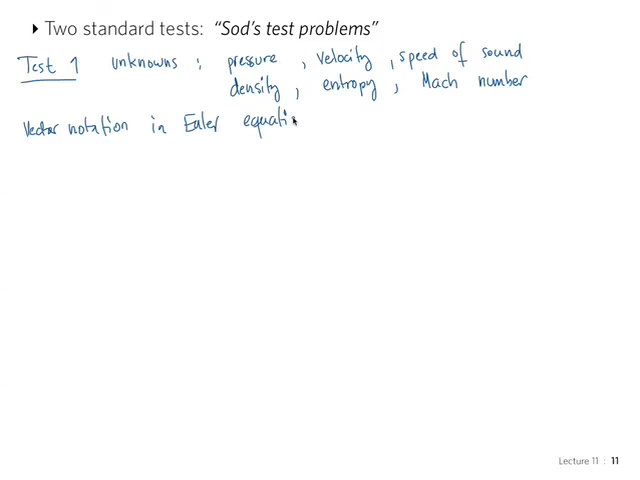 Two standard tests: "Sod's test problems"
Test 1 unknowns : pressure , velocity , speed of sound
density , entropy , Mach number
Vector notation in Euler equati
Lecture 11 : 11